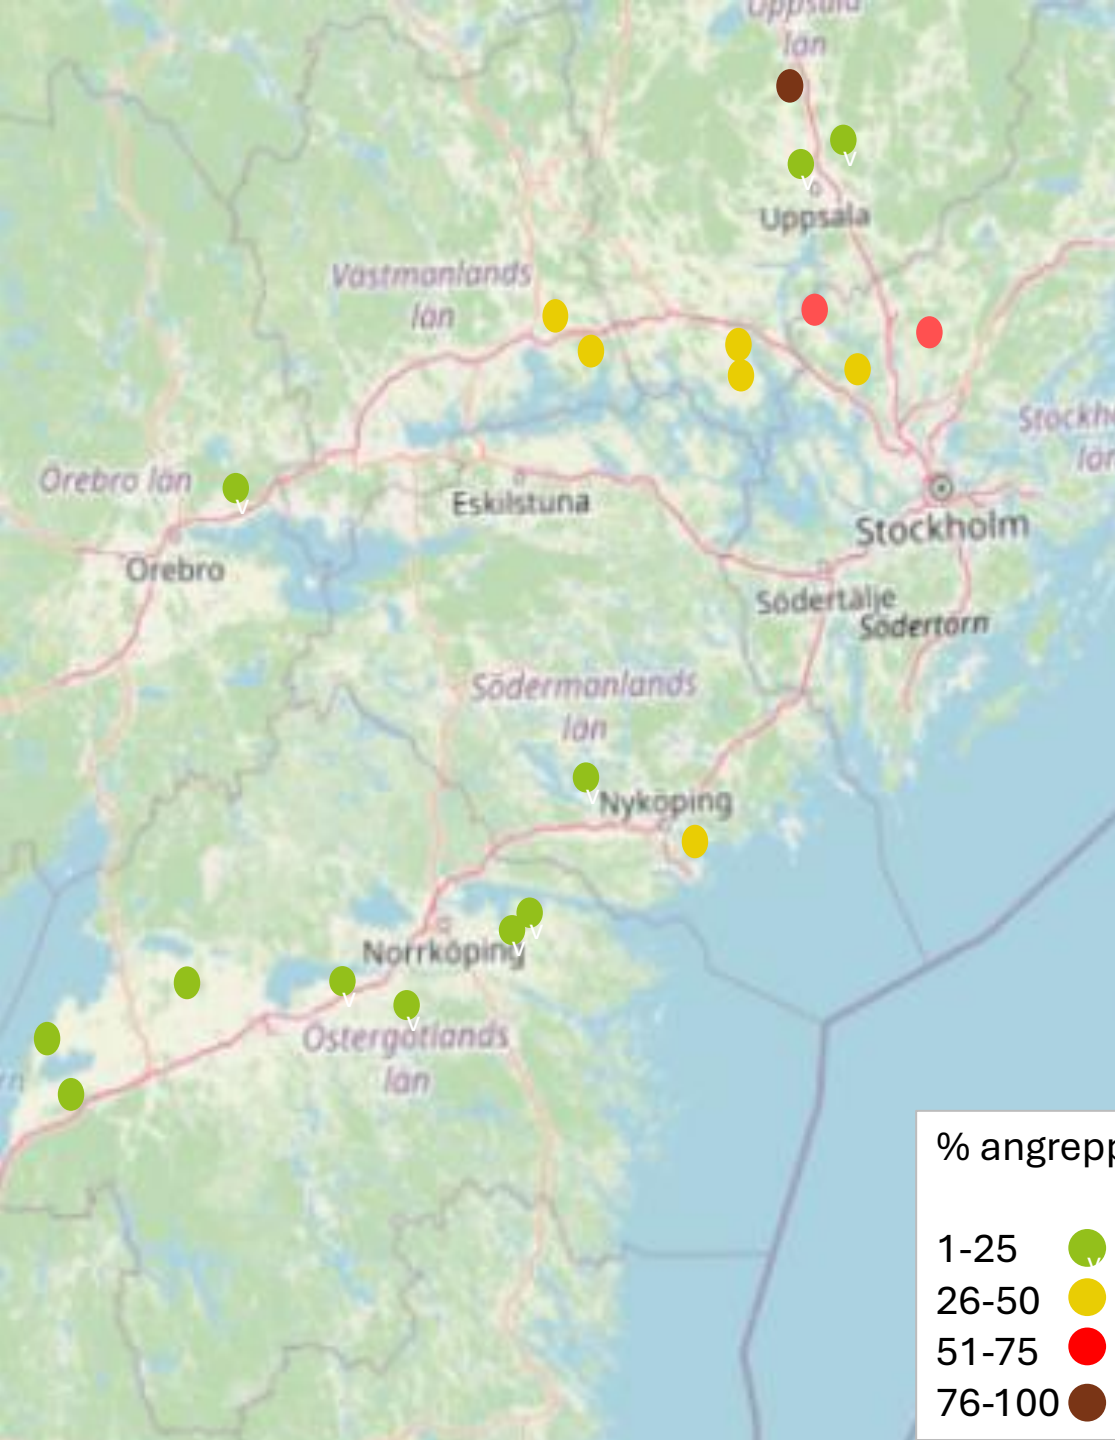 Uppsala
län
v
v
Uppsala
Västmanlands
län
Stockh
län
Örebro län
v
Eskilstuna
Stockholm
Örebro
Södertälje
Södertörn
Södermanlands
län
v
Nyköping
v
v
Norrköping
v
v
Östergötlands
län
rn
% angrepp
1-25
v
26-50
51-75
76-100